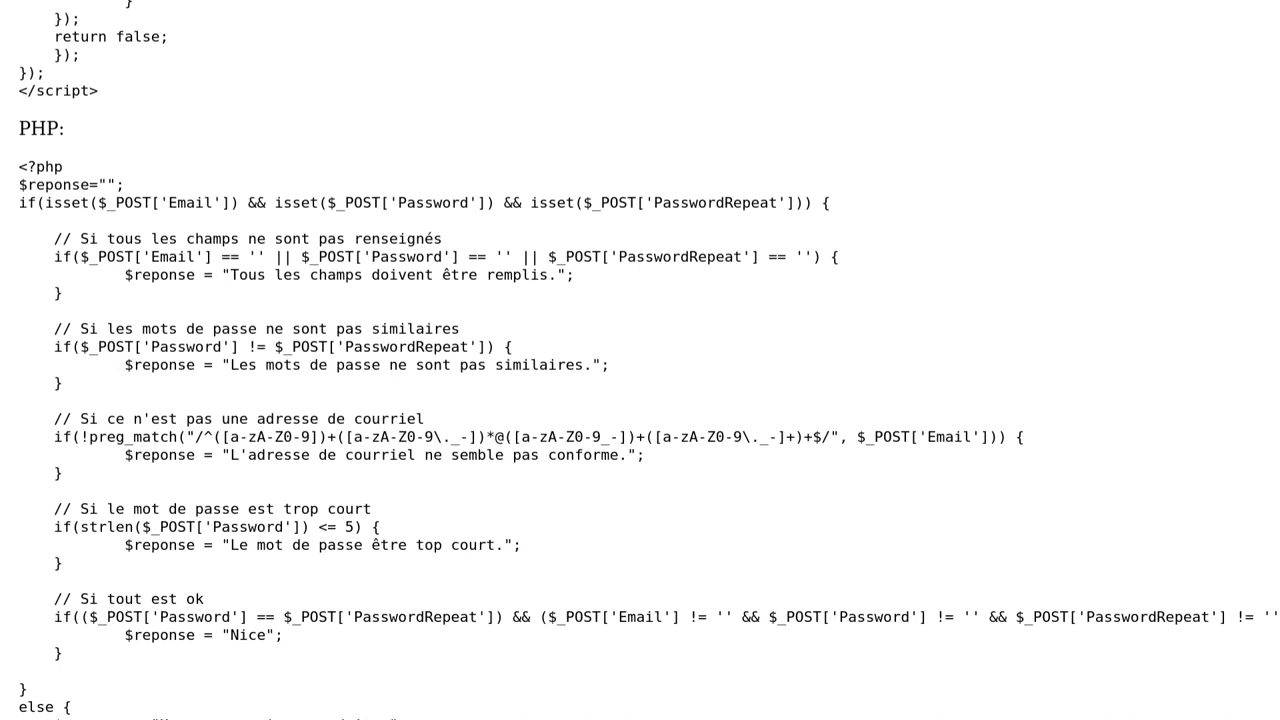 }
    });
    return false;
    });
});
</script>
PHP:
<?php
$reponse="";
if(isset($_POST['Email']) && isset($_POST['Password']) && isset($_POST['PasswordRepeat'])) {
    // Si tous les champs ne sont pas renseignés
    if($_POST['Email'] == '' || $_POST['Password'] == '' || $_POST['PasswordRepeat'] == '') {
            $reponse = "Tous les champs doivent être remplis.";
    }
    // Si les mots de passe ne sont pas similaires
    if($_POST['Password'] != $_POST['PasswordRepeat']) {
            $reponse = "Les mots de passe ne sont pas similaires.";
    }
    // Si ce n'est pas une adresse de courriel
    if(!preg_match("/^([a-zA-Z0-9])+([a-zA-Z0-9\._-])*@([a-zA-Z0-9_-])+([a-zA-Z0-9\._-]+)+$/", $_POST['Email'])) {
            $reponse = "L'adresse de courriel ne semble pas conforme.";
    }
    // Si le mot de passe est trop court
    if(strlen($_POST['Password']) <= 5) {
            $reponse = "Le mot de passe être top court.";
    }
    // Si tout est ok
    if(($_POST['Password'] == $_POST['PasswordRepeat']) && ($_POST['Email'] != '' && $_POST['Password'] != '' && $_POST['PasswordRepeat'] != ''
            $reponse = "Nice";
    }
}
else {